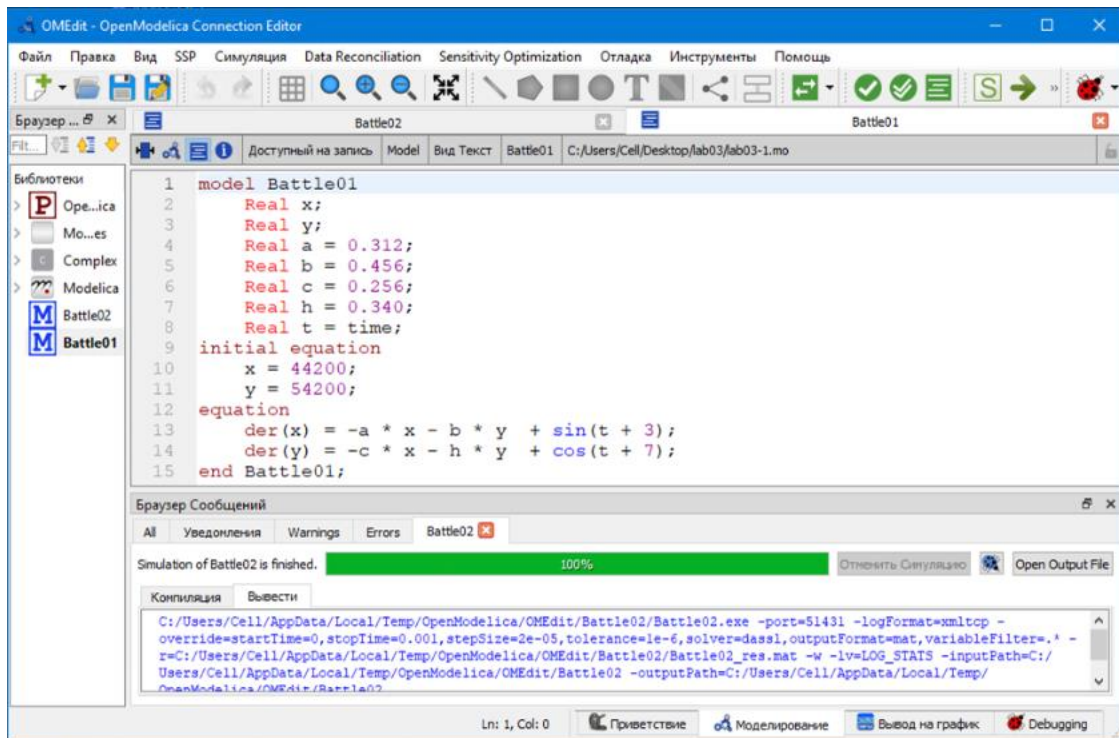 OMEdit - OpenModelica Connection Editor
Файл Правка Вид SSP Симуляция Data Reconciliation Sensitivity Optimization Отладка Инструменты Помощь
T S »
Браузер ... Battle02 Battle01
Filt... Доступный на запись Model Вид Текст Battle01 C:/Users/Cell/Desktop/lab03/lab03-1.mo
Библиотеки
P Ope...ica
Mo...es
C Complex
Modelica
M Battle02
M Battle01
1 model Battle01
2 Real x;
3 Real y;
4 Real a = 0.312;
5 Real b = 0.456;
6 Real c = 0.256;
7 Real h = 0.340;
8 Real t = time;
9 initial equation
10 x = 44200;
11 y = 54200;
12 equation
13 der(x) = -a * x - b * y + sin(t + 3);
14 der(y) = -c * x - h * y + cos(t + 7);
15 end Battle01;
Браузер Сообщений
All Уведомления Warnings Errors Battle02
Simulation of Battle02 is finished. 100% Отменить Симуляцию Open Output File
Компиляция Вывести
C:/Users/Cell/AppData/Local/Temp/OpenModelica/OMEdit/Battle02/Battle02.exe -port=51431 -logFormat=xmltcp -
override=startTime=0,stopTime=0.001,stepSize=2e-05,tolerance=1e-6,solver=dassl,outputFormat=mat,variableFilter=.* -
r=C:/Users/Cell/AppData/Local/Temp/OpenModelica/OMEdit/Battle02/Battle02_res.mat -w -lv=LOG_STATS -inputPath=C:/
Users/Cell/AppData/Local/Temp/OpenModelica/OMEdit/Battle02 -outputPath=C:/Users/Cell/AppData/Local/Temp/
OpenModelica/OMEdit/Battle02
Ln: 1, Col: 0 Приветствие Моделирование Вывод на график Debugging